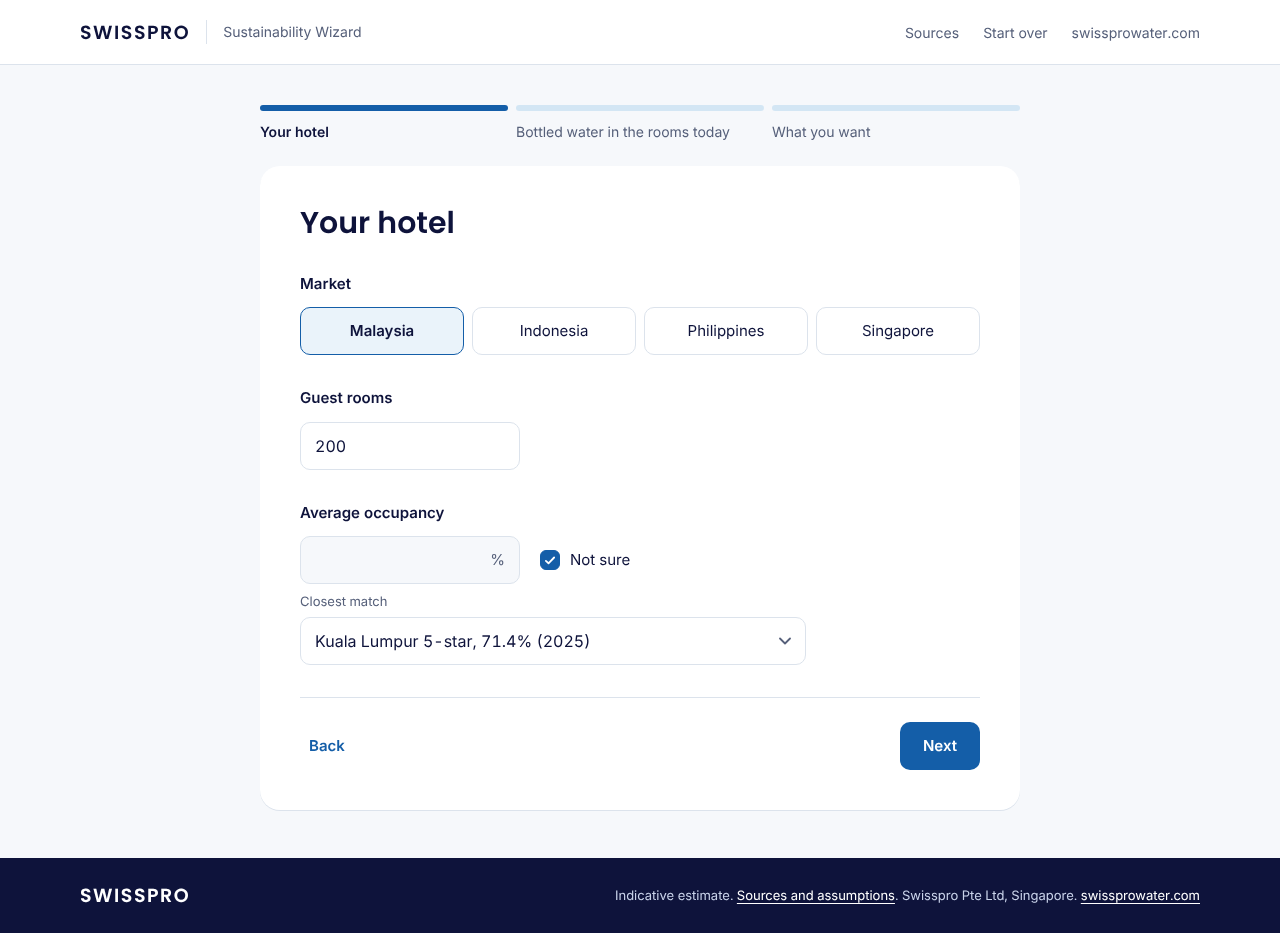 SWISSPRO
Sustainability Wizard
Sources
Start over
swissprowater.com
Your hotel
Bottled water in the rooms today
What you want
Your hotel
Market
Malaysia
Indonesia
Philippines
Singapore
Guest rooms
200
Average occupancy
%
Not sure
Closest match
Kuala Lumpur 5-star, 71.4% (2025)
Back
Next
SWISSPRO
Indicative estimate. Sources and assumptions. Swisspro Pte Ltd, Singapore. swissprowater.com